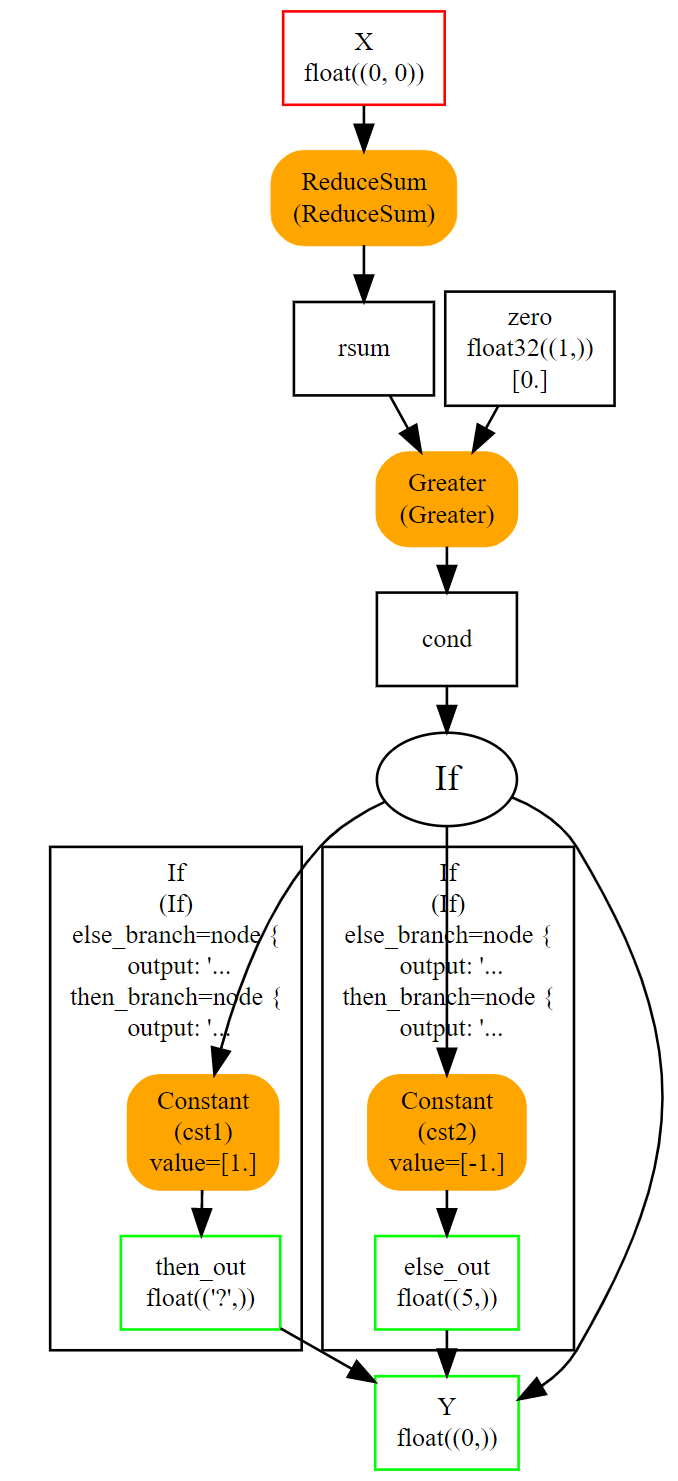 X
float((0, 0))
ReduceSum
(ReduceSum)
rsum
zero
float32((1,))
[0.]
Greater
(Greater)
cond
If
If
(If)
else_branch=node {
output: '...
then_branch=node {
output: '...
Constant
(cst1)
value=[1.]
then_out
float(('?',))
If
(If)
else_branch=node {
output: '...
then_branch=node {
output: '...
Constant
(cst2)
value=[-1.]
else_out
float((5,))
Y
float((0,))